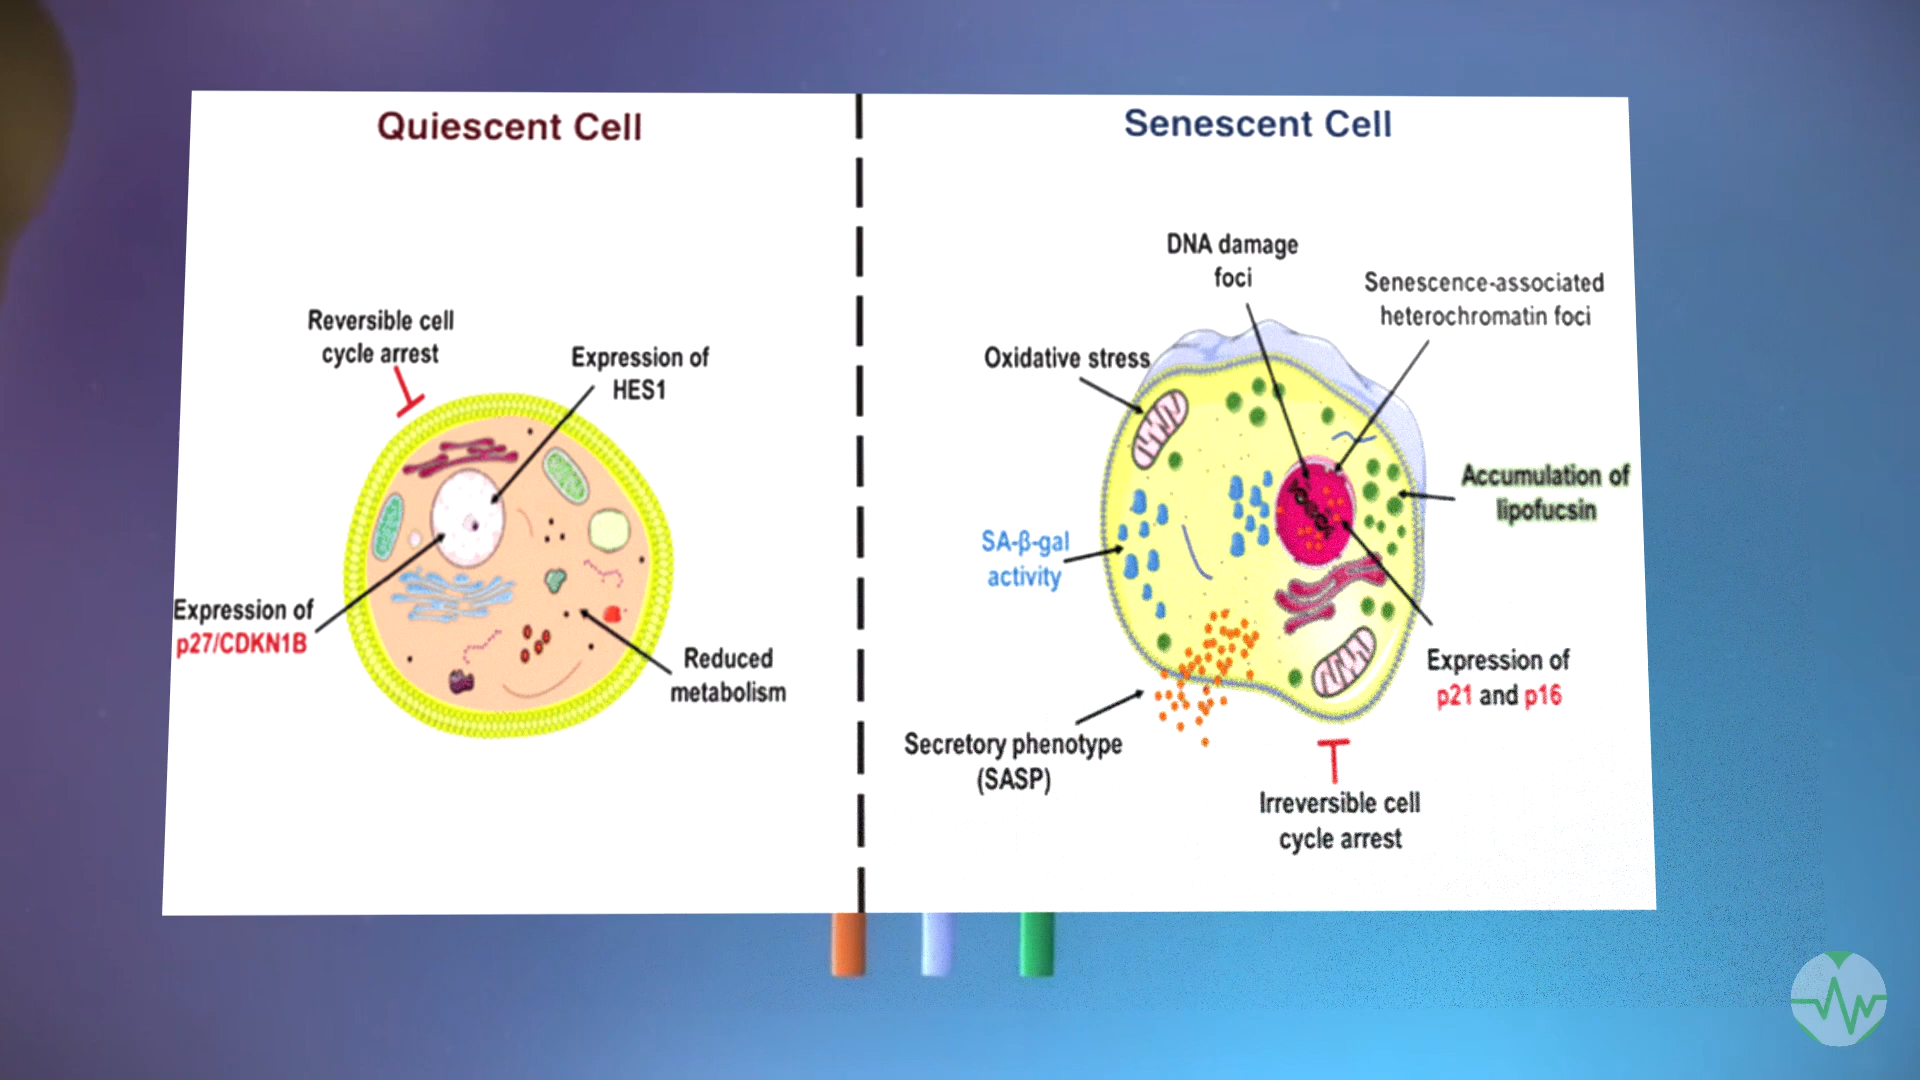 Quiescent Cell
Reversible cell
cycle arrest
Expression of
HES1
Expression of
p27/CDKN1B
Reduced
metabolism
Senescent Cell
DNA damage
foci
Senescence-associated
heterochromatin foci
Oxidative stress
Accumulation of
lipofucsin
SA-β-gal
activity
Expression of
p21 and p16
Secretory phenotype
(SASP)
Irreversible cell
cycle arrest